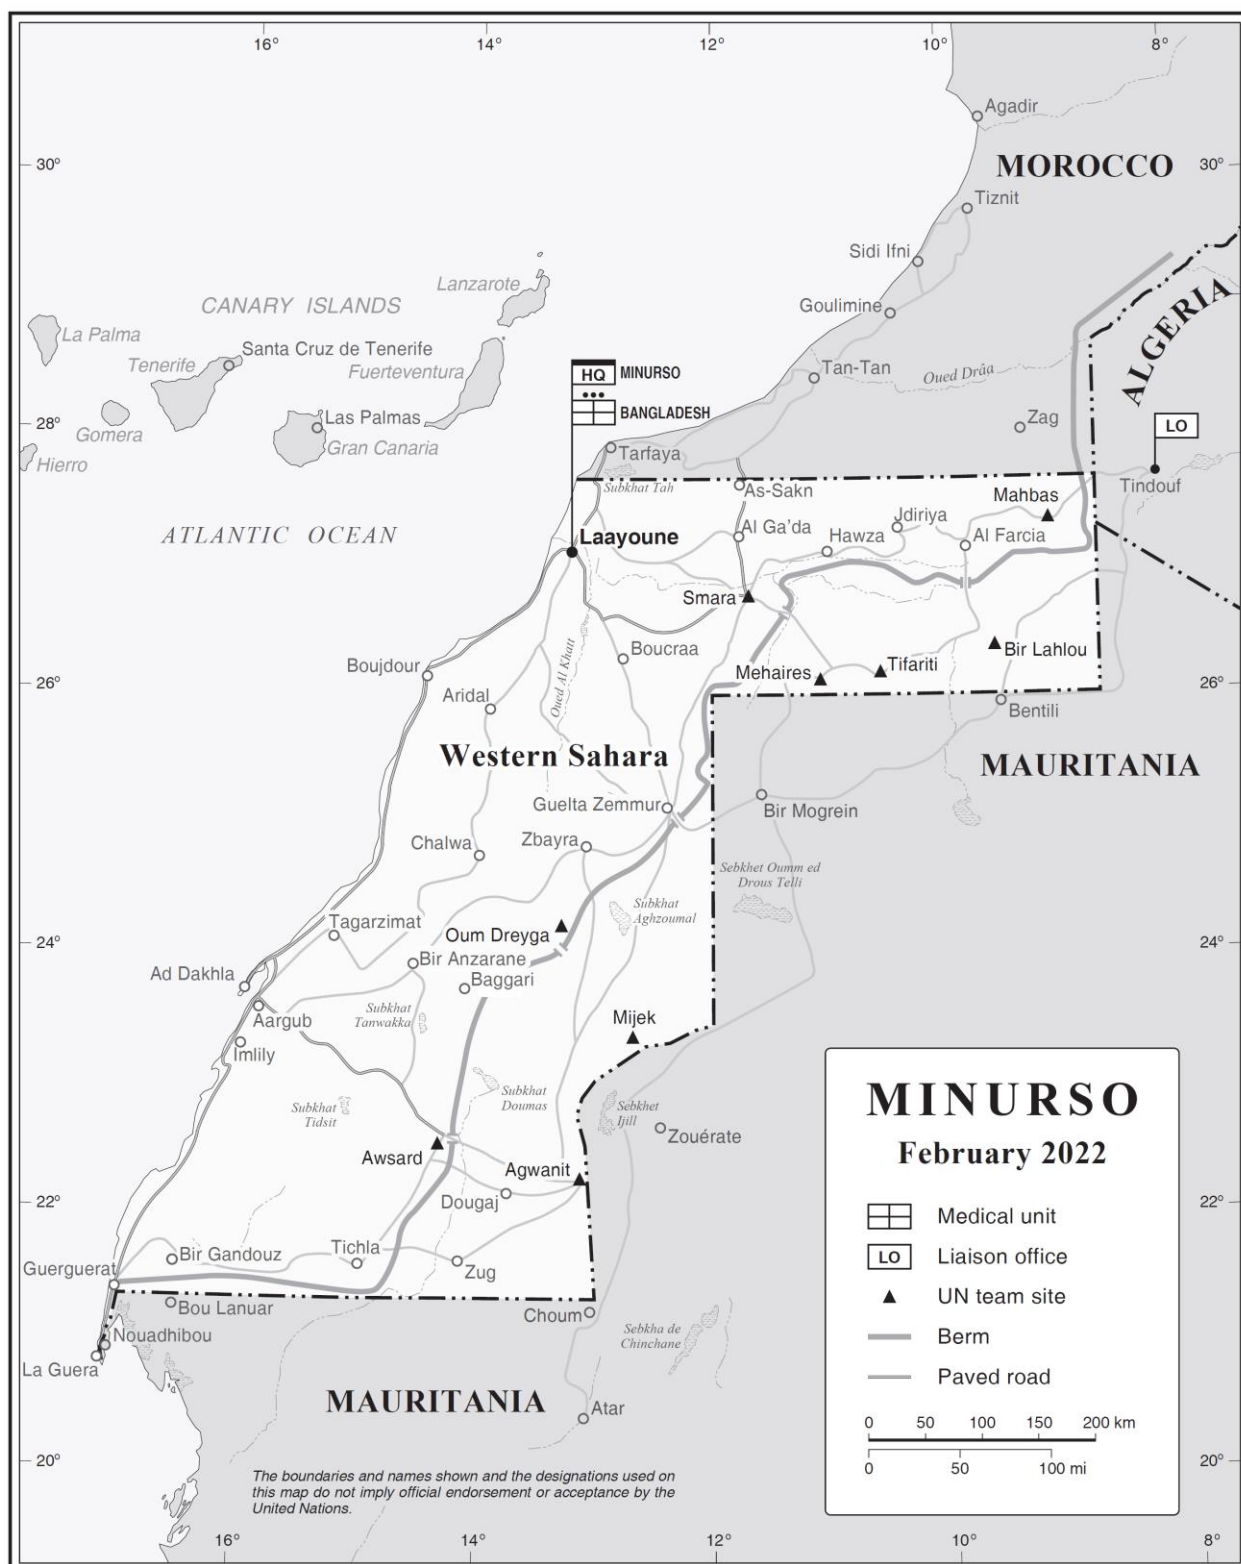 16°
14°
12°
10°
8°
Agadir
30°
MOROCCO
30°
Tiznit
Sidi Ifni
Lanzarote
CANARY ISLANDS
Goulimine
ALGERIA
La Palma
Santa Cruz de Tenerife
Tenerife
Fuerteventura
HQ
MINURSO
Tan-Tan
Oued Drâa
BANGLADESH
Las Palmas
Zag
LO
28°
28°
Gomera
Gran Canaria
Hierro
Tarfaya
Subkhat Tah
As-Sakn
Tindouf
Mahbas
ATLANTIC OCEAN
Laayoune
Al Ga'da
Jdiriya
Hawza
Al Farcia
Smara
Boucraa
Oued Al Khatt
Bir Lahlou
Boujdour
Mehaires
Tifariti
26°
26°
Aridal
Bentili
Western Sahara
MAURITANIA
Guelta Zemmur
Bir Mogrein
Chalwa
Zbayra
Sebkhet Oumm ed
Drous Telli
Subkhat
Aghzoumal
Tagarzimat
Oum Dreyga
24°
24°
Bir Anzarane
Ad Dakhla
Baggari
Aargub
Subkhat
Tanwakka
Mijek
Imlily
Subkhat
Doumas
Subkhat
Tidsit
Sebkhet
Ijill
Zouérate
Awsard
Agwanit
Dougaj
22°
22°
Tichla
Bir Gandouz
Zug
Guerguerat
Bou Lanuar
Choum
Nouadhibou
Sebkha de
Chinchane
La Guera
MAURITANIA
Atar
20°
20°
The boundaries and names shown and the designations used on
this map do not imply official endorsement or acceptance by the
United Nations.
MINURSO
February 2022
Medical unit
LO Liaison office
UN team site
Berm
Paved road
0 50 100 150 200 km
0 50 100 mi
16°
14°
12°
10°
8°